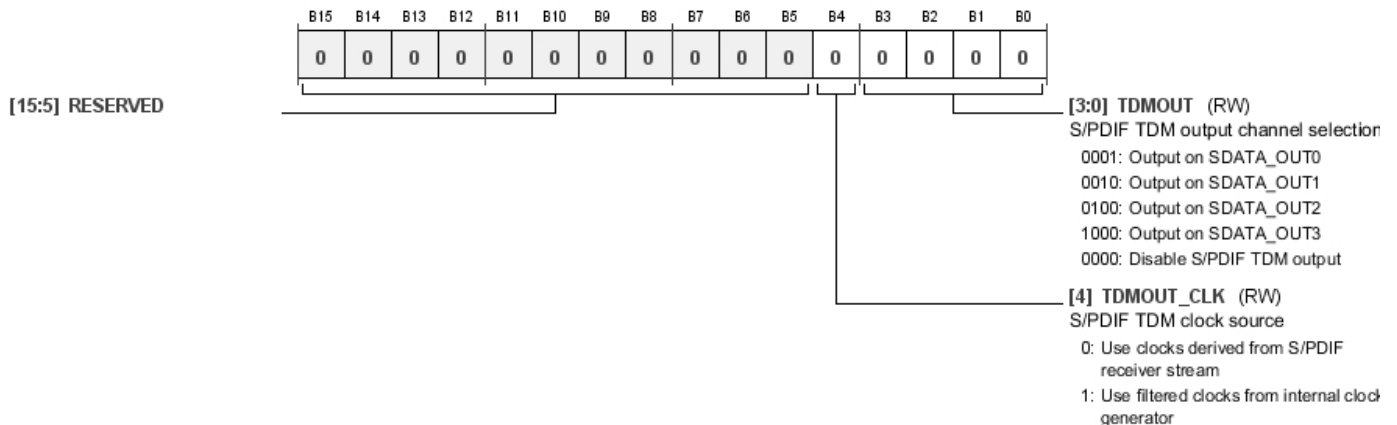 B15 B14 B13 B12 B11 B10 B9 B8 B7 B6 B5 B4 B3 B2 B1 B0
0 0 0 0 0 0 0 0 0 0 0 0 0 0 0 0
[15:5] RESERVED
[3:0] TDMOUT (RW)
S/PDIF TDM output channel selection
0001: Output on SDATA_OUT0
0010: Output on SDATA_OUT1
0100: Output on SDATA_OUT2
1000: Output on SDATA_OUT3
0000: Disable S/PDIF TDM output
[4] TDMOUT_CLK (RW)
S/PDIF TDM clock source
0: Use clocks derived from S/PDIF
receiver stream
1: Use filtered clocks from internal clock
generator